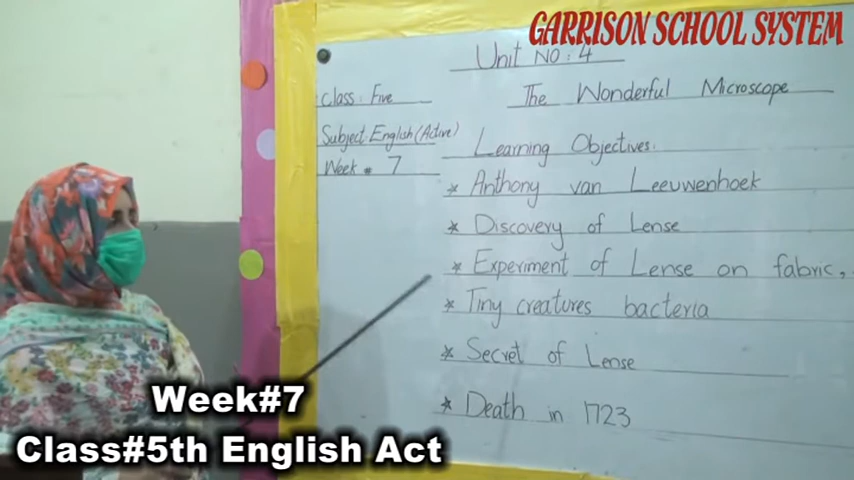 GARRISON SCHOOL SYSTEM
Unit NO: 4
Class: Five
The Wonderful Microscope
Subject: English (Active)
Learning Objectives:
Week # 7
* Anthony van Leeuwenhoek
* Discovery of Lense
* Experiment of Lense on fabric,
* Tiny creatures bacteria
* Secret of Lense
* Death in 1723
Week#7
Class#5th English Act